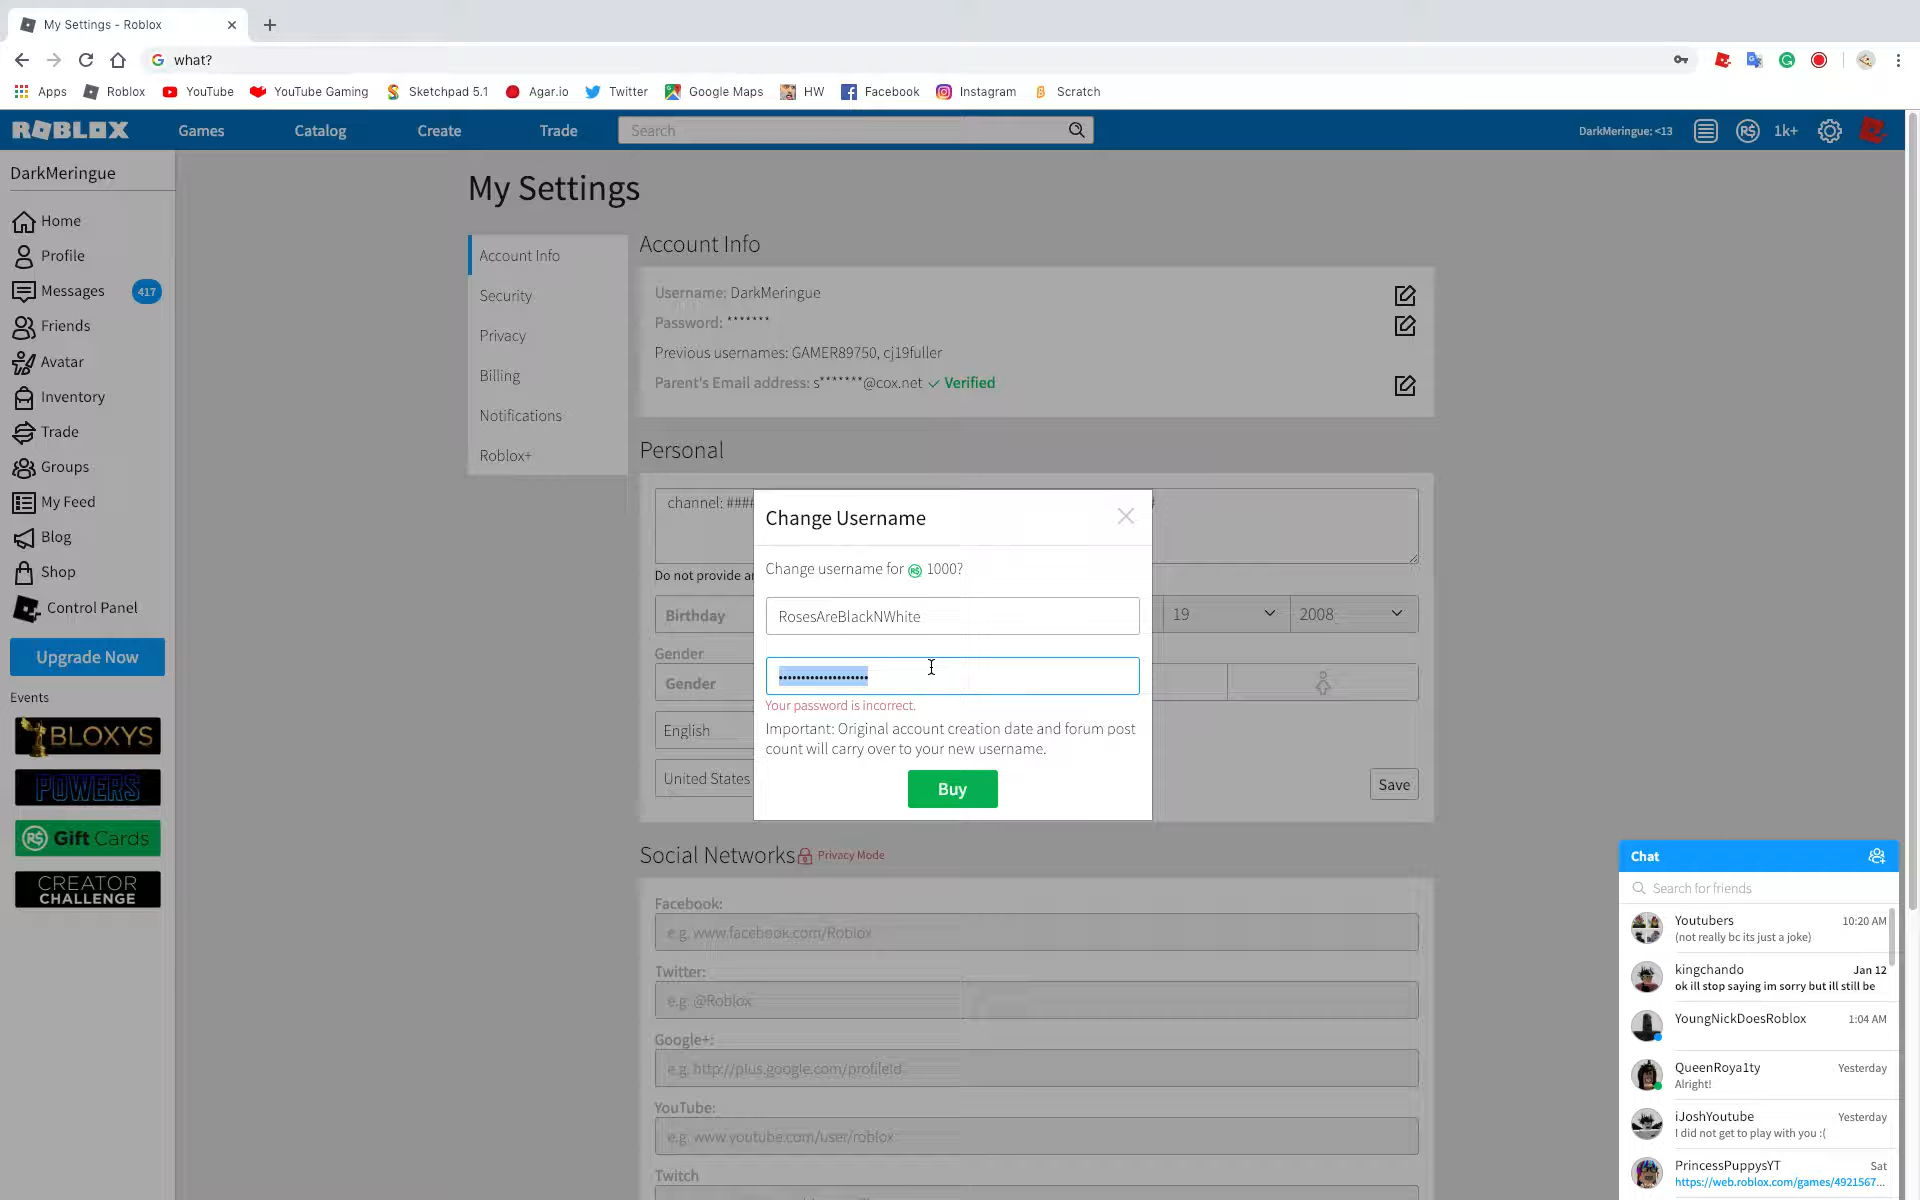 My Settings - Roblox
what?
Apps Roblox YouTube YouTube Gaming Sketchpad 5.1 Agar.io Twitter Google Maps HW Facebook Instagram Scratch
ROBLOX Games Catalog Create Trade Search DarkMeringue: <13 1k+
DarkMeringue
Home
Profile
Messages 417
Friends
Avatar
Inventory
Trade
Groups
My Feed
Blog
Shop
Control Panel
Upgrade Now
Events
BLOXYS
POWERS
Gift Cards
CREATOR
CHALLENGE
My Settings
Account Info
Security
Privacy
Billing
Notifications
Roblox+
Account Info
Username: DarkMeringue
Password: *******
Previous usernames: GAMER89750, cj19fuller
Parent's Email address: s*******@cox.net Verified
Personal
channel: ####
Do not provide
Birthday 19 2008
Gender
Gender
English
United States
Save
Change Username
Change username for R$ 1000?
RosesAreBlackNWhite
••••••••••••••••••••
Your password is incorrect.
Important: Original account creation date and forum post
count will carry over to your new username.
Buy
Social Networks Privacy Mode
Facebook:
e.g. www.facebook.com/Roblox
Twitter:
e.g. @Roblox
Google+:
e.g. http://plus.google.com/profileId
YouTube:
e.g. www.youtube.com/user/roblox
Twitch
Chat
Search for friends
Youtubers 10:20 AM
(not really bc its just a joke)
kingchando Jan 12
ok ill stop saying im sorry but ill still be
YoungNickDoesRoblox 1:04 AM
QueenRoya1ty Yesterday
Alright!
iJoshYoutube Yesterday
I did not get to play with you :(
PrincessPuppysYT Sat
https://web.roblox.com/games/4921567...